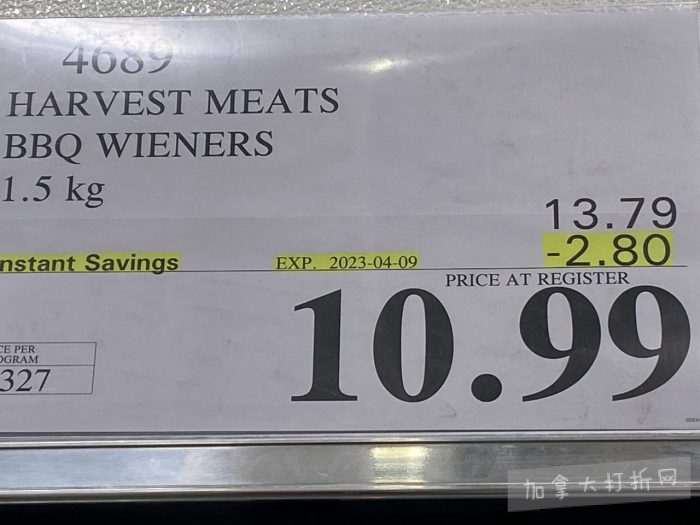 4689
HARVEST MEATS
BBQ WIENERS
1.5 kg
13.79
-2.80
nstant Savings EXP. 2023-04-09
PRICE AT REGISTER
10.99
CE PER
OGRAM
327
加拿大打折网